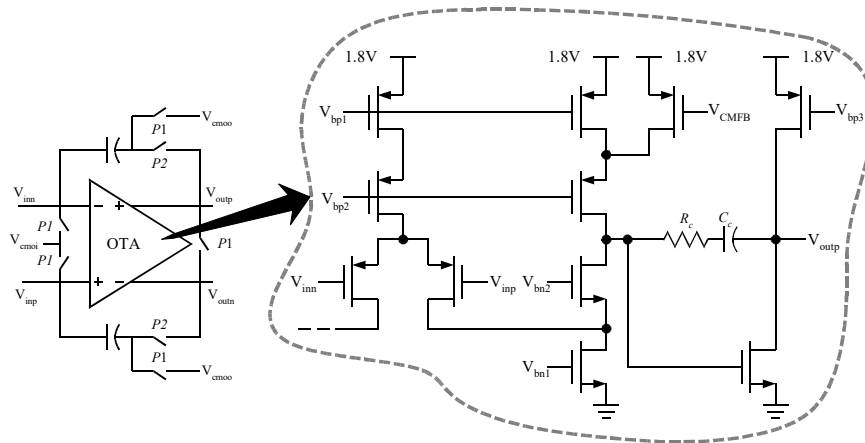 1.8V 1.8V 1.8V 1.8V
V_bp1
V_CMFB
V_bp3
V_bp2
P1 V_cmoo
P2
V_inn
V_outp
− +
P1
V_cmoi
OTA
P1
P1
+ −
V_inp
V_outn
P2
P1
V_cmoo
R_c C_c
V_outp
V_inn
V_inp
V_bn2
V_bn1